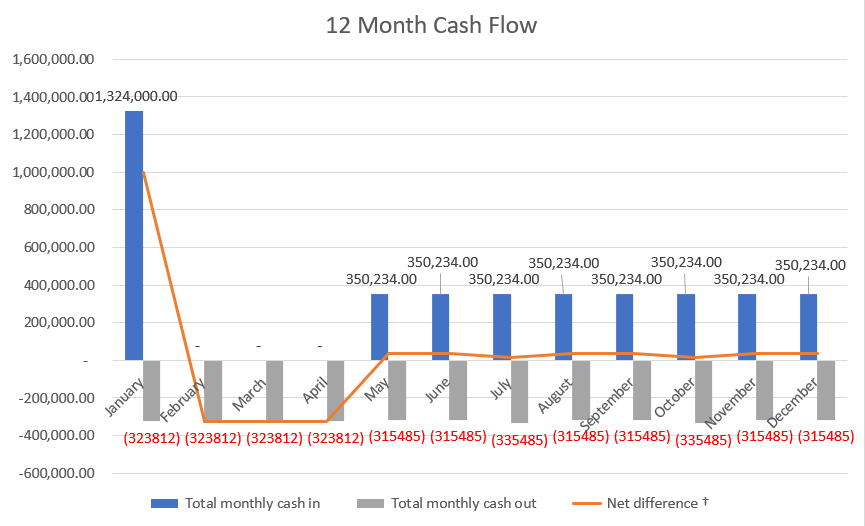 12 Month Cash Flow
1,600,000.00
1,400,000.00
1,200,000.00
1,000,000.00
800,000.00
600,000.00
400,000.00
200,000.00
-
-200,000.00
-400,000.00
-600,000.00
1,324,000.00
-
-
-
350,234.00
350,234.00
350,234.00
350,234.00
350,234.00
350,234.00
350,234.00
350,234.00
January
February
March
April
May
June
July
August
September
October
November
December
(323812)
(323812)
(323812)
(323812)
(315485)
(315485)
(335485)
(315485)
(315485)
(335485)
(315485)
(315485)
Total monthly cash in
Total monthly cash out
Net difference †